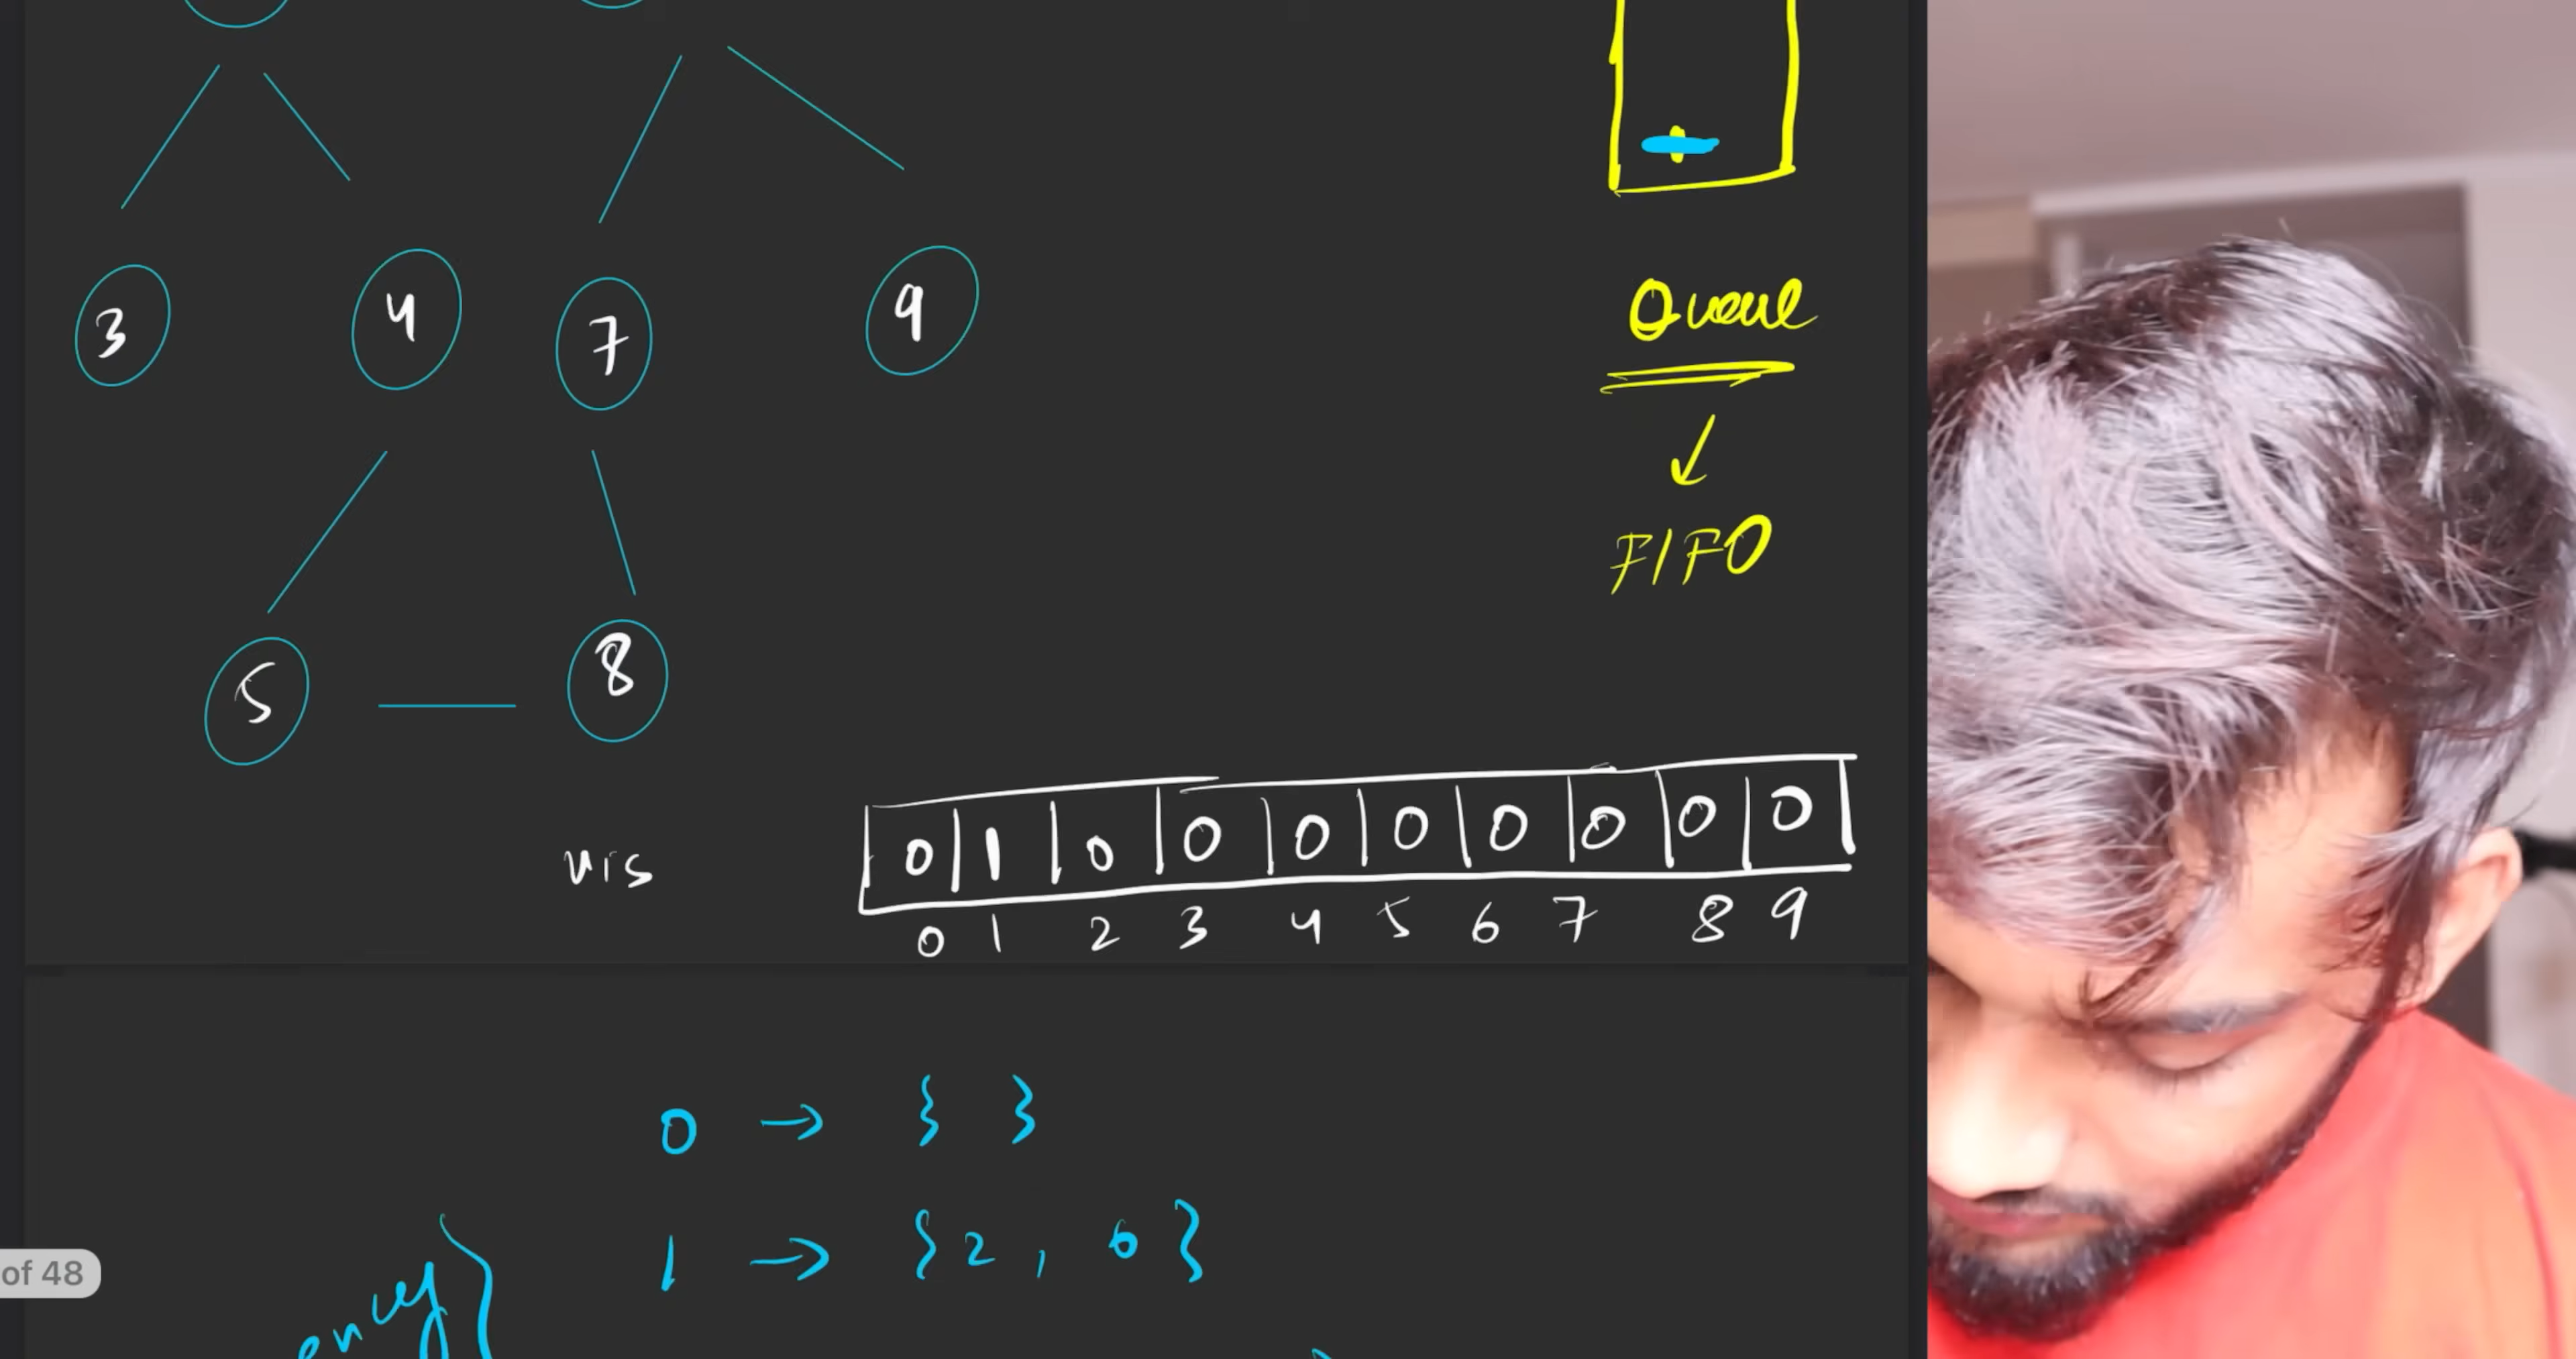 3 4 7 9
Queue
FIFO
5 8
vis
0 1 0 0 0 0 0 0 0 0
0 1 2 3 4 5 6 7 8 9
0 → { }
1 → {2, 6}
of 48